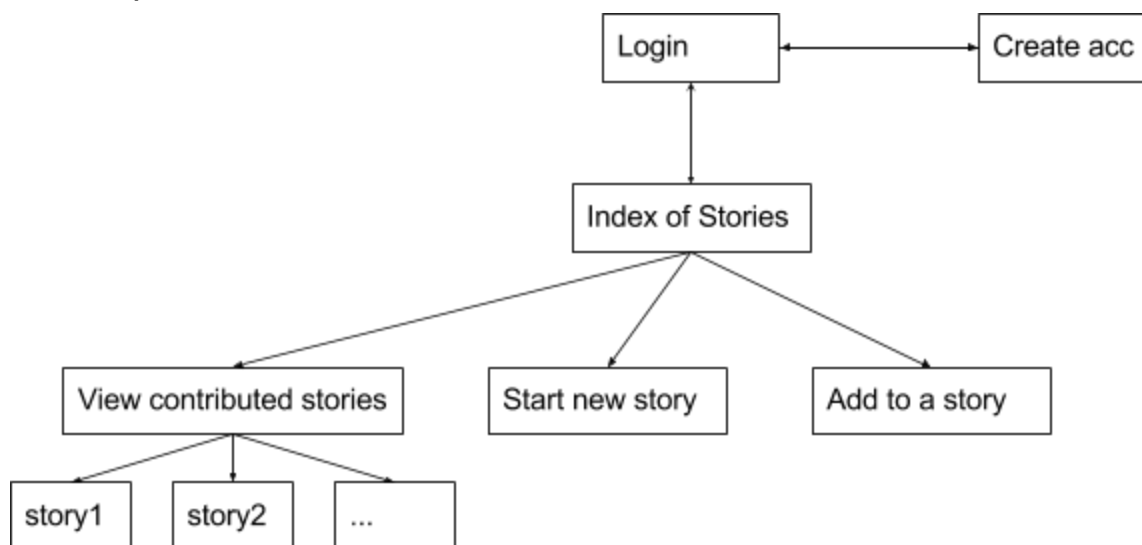 Login
Create acc
Index of Stories
View contributed stories
Start new story
Add to a story
story1
story2
...